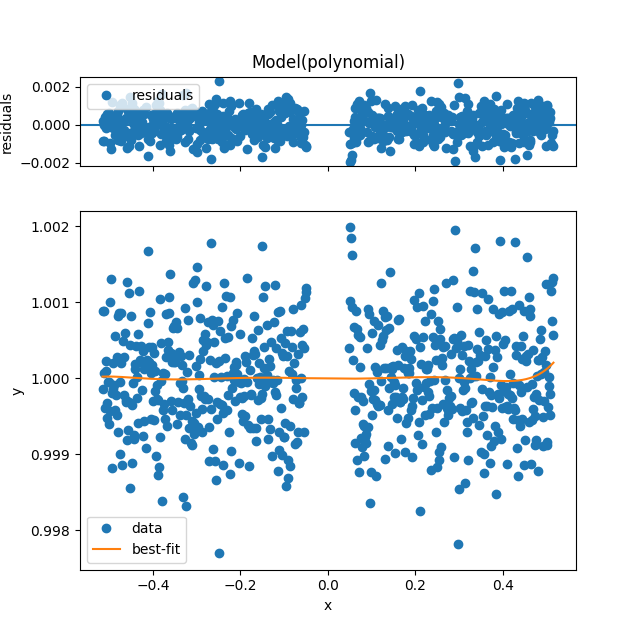 Model(polynomial)
residuals
0.002
0.000
−0.002
residuals
1.002
1.001
1.000
0.999
0.998
y
data
best-fit
−0.4
−0.2
0.0
0.2
0.4
x